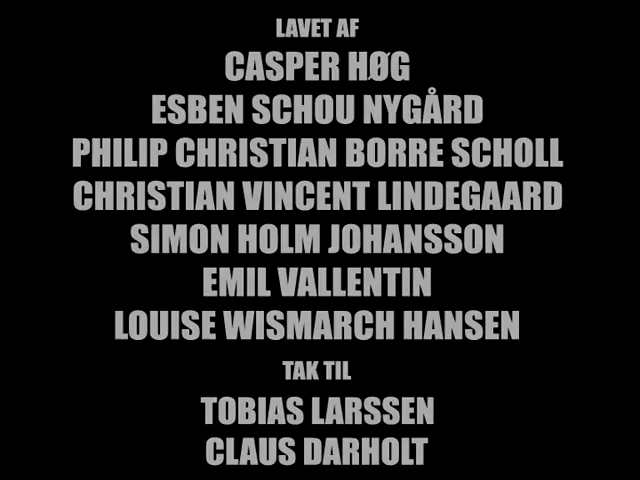 LAVET AF
CASPER HØG
ESBEN SCHOU NYGÅRD
PHILIP CHRISTIAN BORRE SCHOLL
CHRISTIAN VINCENT LINDEGAARD
SIMON HOLM JOHANSSON
EMIL VALLENTIN
LOUISE WISMARCH HANSEN
TAK TIL
TOBIAS LARSSEN
CLAUS DARHOLT